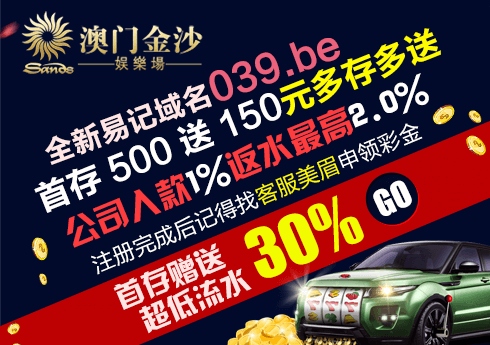 澳门金沙
Sands
娱樂場
全新易记域名039.be
首存 500 送 150元多存多送
公司入款1%返水最高2.0%
注册完成后记得找客服美眉申领彩金
首存赠送
超低流水
30%
GO